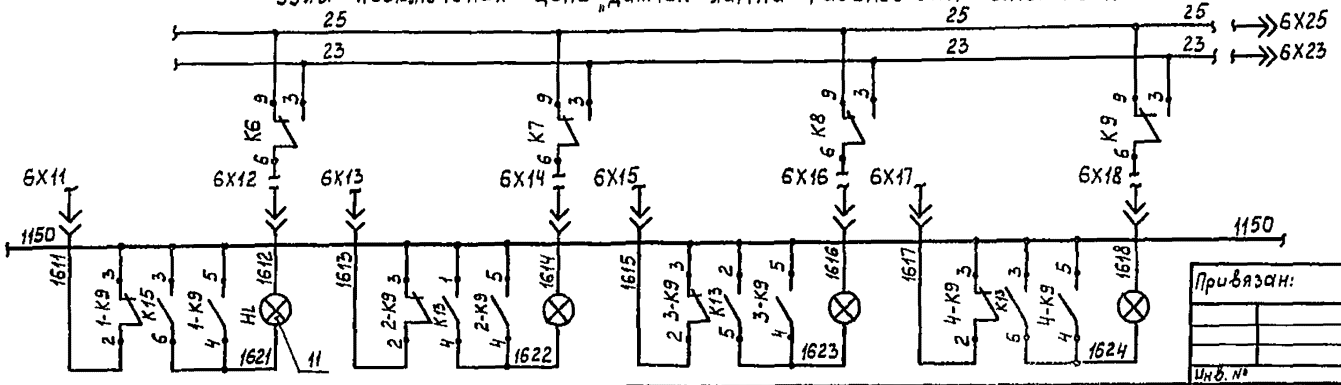 25 25 25 6X25
23 23 23 6X23
9 3 9 3 9 3 9 3
K6 K7 K8 K9
6 6 6 6
6X11 6X12 6X13 6X14 6X15 6X16 6X17 6X18
1150 1150
1611 1612 1613 1614 1615 1616 1617 1618
3 3 5 3 1 5 3 2 5 3 3 5
1-K9 K15 1-K9 HL 2-K9 K13 2-K9 3-K9 K13 3-K9 4-K9 K13 4-K9
2 6 4 2 4 4 2 5 4 2 6 4
1621 11 1622 1623 1624
Привязан:
Инв. №